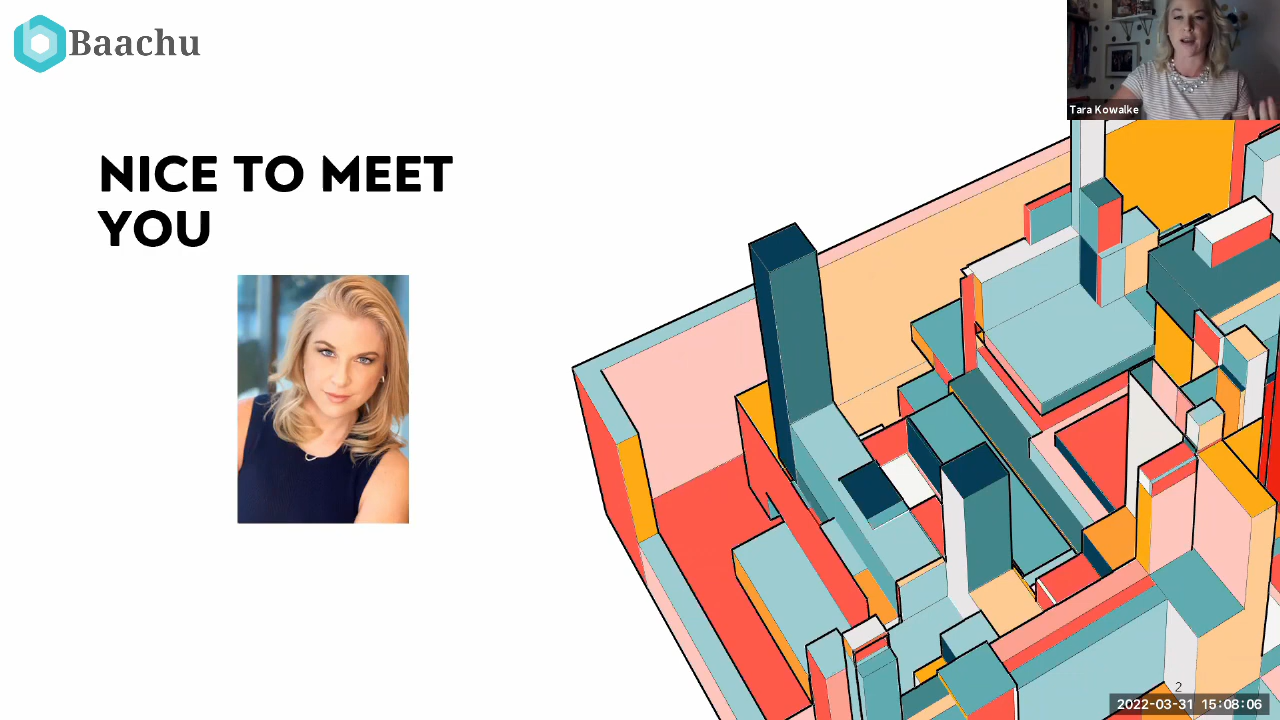 Baachu
Tara Kowalke
NICE TO MEET
YOU
2
2022-03-31 15:08:06